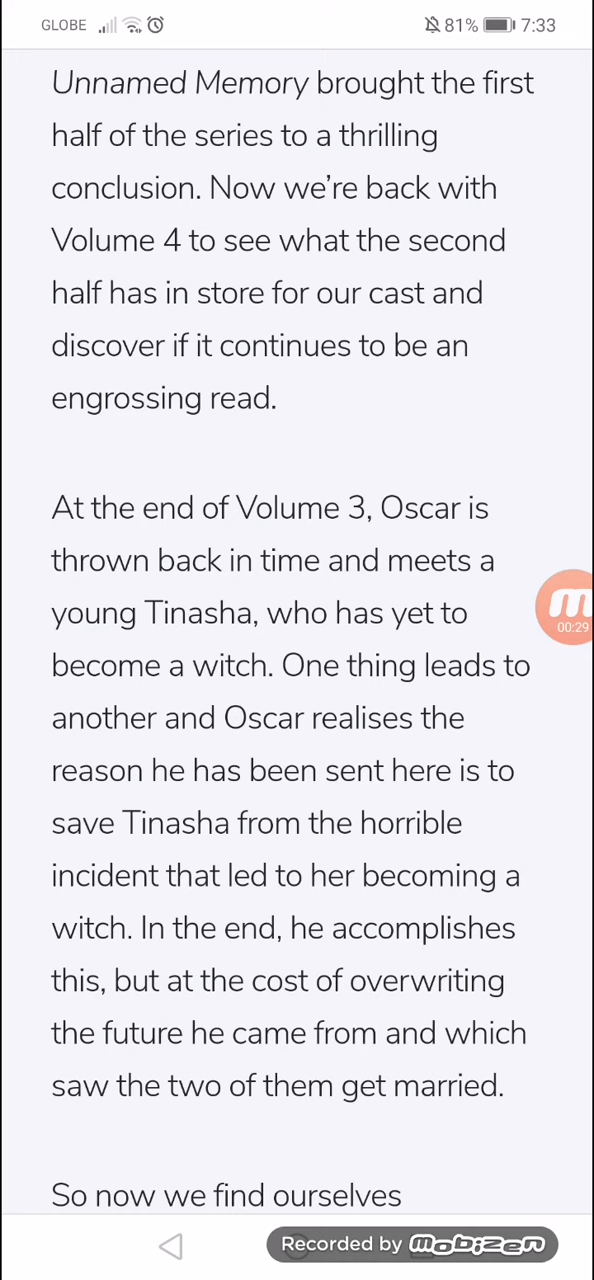 GLOBE 81% 7:33
Unnamed Memory brought the first
half of the series to a thrilling
conclusion. Now we’re back with
Volume 4 to see what the second
half has in store for our cast and
discover if it continues to be an
engrossing read.
At the end of Volume 3, Oscar is
thrown back in time and meets a
young Tinasha, who has yet to
become a witch. One thing leads to
another and Oscar realises the
reason he has been sent here is to
save Tinasha from the horrible
incident that led to her becoming a
witch. In the end, he accomplishes
this, but at the cost of overwriting
the future he came from and which
saw the two of them get married.
So now we find ourselves
m
00:29
Recorded by mobizen